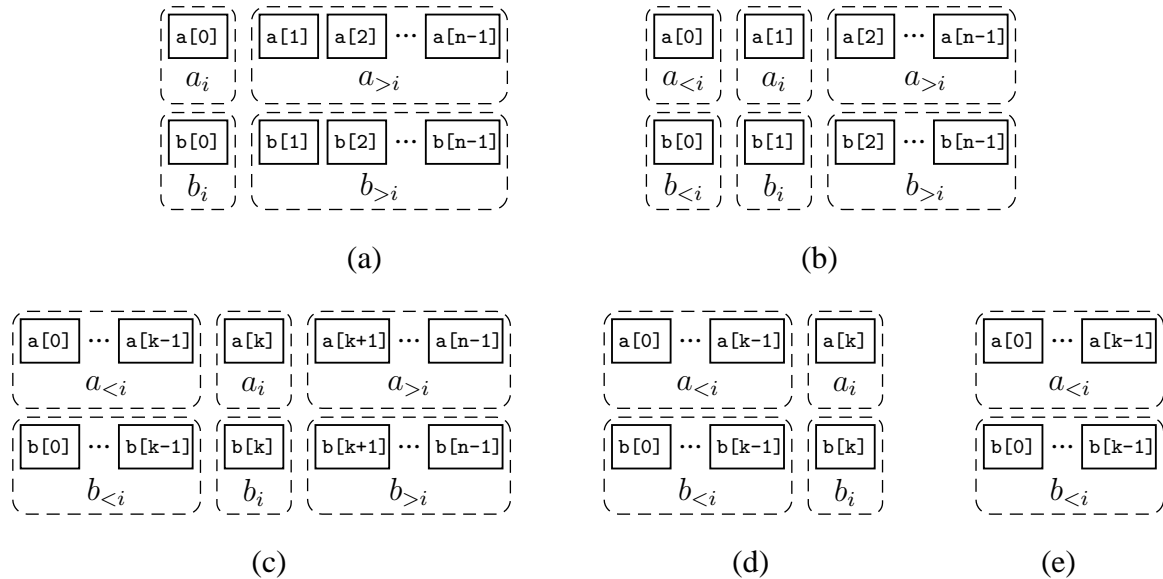 a[0] a[1] a[2] ··· a[n-1] a[0] a[1] a[2] ··· a[n-1]
a_i a_{>i} a_{<i} a_i a_{>i}
b[0] b[1] b[2] ··· b[n-1] b[0] b[1] b[2] ··· b[n-1]
b_i b_{>i} b_{<i} b_i b_{>i}
(a) (b)
a[0] ··· a[k-1] a[k] a[k+1] ··· a[n-1] a[0] ··· a[k-1] a[k] a[0] ··· a[k-1]
a_{<i} a_i a_{>i} a_{<i} a_i a_{<i}
b[0] ··· b[k-1] b[k] b[k+1] ··· b[n-1] b[0] ··· b[k-1] b[k] b[0] ··· b[k-1]
b_{<i} b_i b_{>i} b_{<i} b_i b_{<i}
(c) (d) (e)